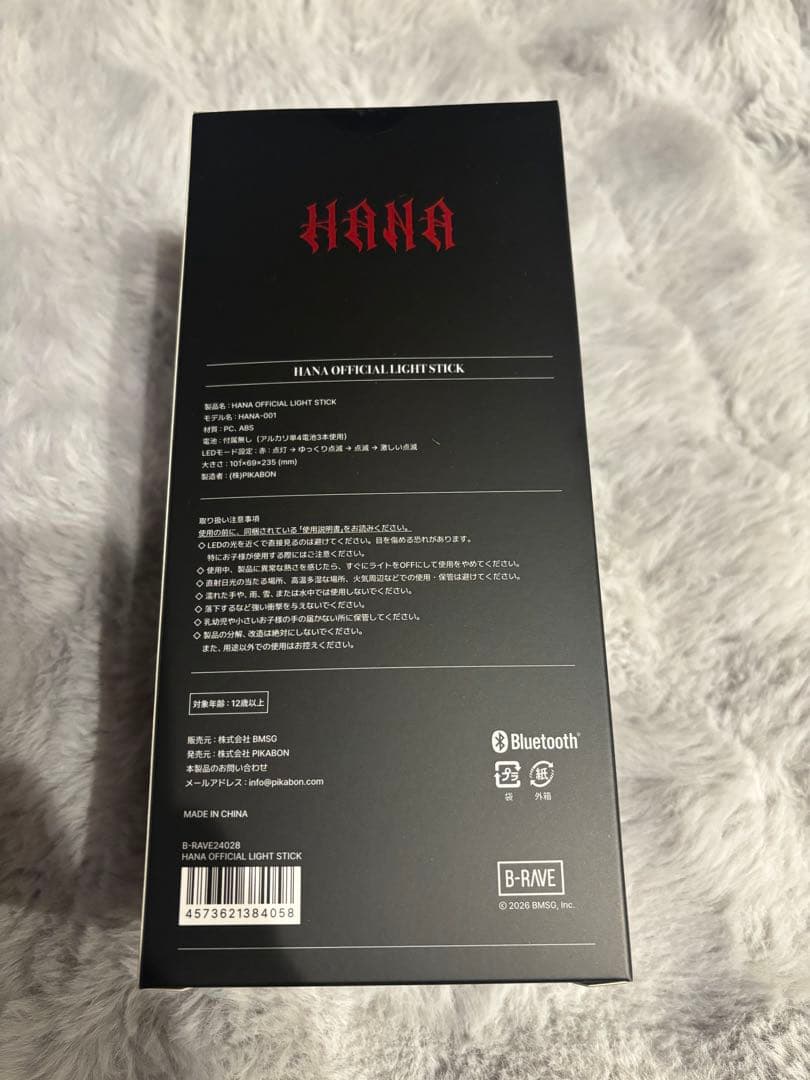 HANA
HANA OFFICIAL LIGHT STICK
製品名：HANA OFFICIAL LIGHT STICK
モデル名：HANA-001
材質：PC、ABS
電池：付属無し（アルカリ単4電池3本使用）
LEDモード設定：赤：点灯 → ゆっくり点滅 → 点滅 → 激しい点滅
大きさ：101×69×235 (mm)
製造者：(株)PIKABON
取り扱い注意事項
使用の前に、同梱されている「使用説明書」をお読みください。
◇ LEDの光を近くで直接見るのは避けてください。目を傷める恐れがあります。
特にお子様が使用する際にはご注意ください。
◇ 使用中、製品に異常な熱さを感じたら、すぐにライトをOFFにして使用をやめてください。
◇ 直射日光の当たる場所、高温多湿な場所、火気周辺などでの使用・保管は避けてください。
◇ 濡れた手や、雨、雪、または水中では使用しないでください。
◇ 落下するなど強い衝撃を与えないでください。
◇ 乳幼児や小さいお子様の手の届かない所に保管してください。
◇ 製品の分解、改造は絶対にしないでください。
また、用途以外での使用はお控えください。
対象年齢：12歳以上
販売元：株式会社 BMSG
発売元：株式会社 PIKABON
本製品のお問い合わせ
メールアドレス：info@pikabon.com
Bluetooth®
プラ 紙
袋 外箱
MADE IN CHINA
B-RAVE24028
HANA OFFICIAL LIGHT STICK
4573621384058
B-RAVE
© 2026 BMSG, Inc.